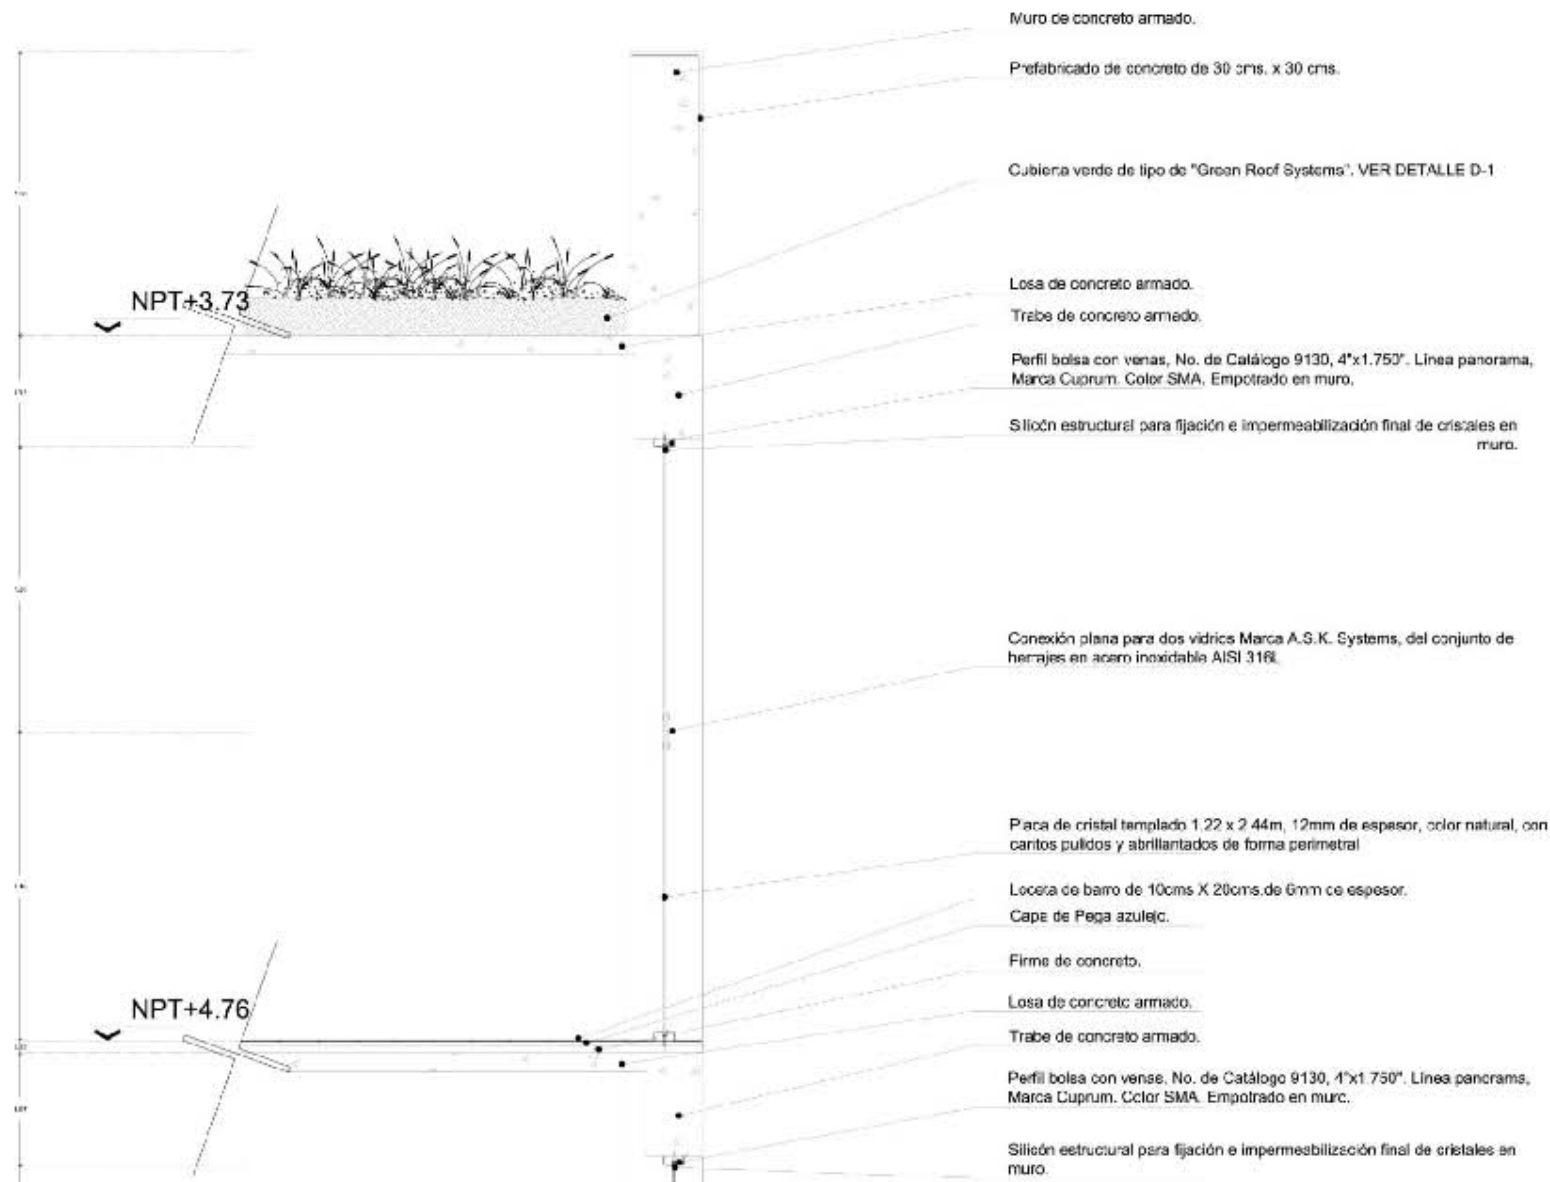 Muro de concreto armado.
Prefabricado de concreto de 30 cms. x 30 cms.
Cubierta verde de tipo de "Green Roof Systems". VER DETALLE D-1
NPT+3.73
Losa de concreto armado.
Trabe de concreto armado.
Perfil bolsa con venas, No. de Catálogo 9130, 4"x1.750". Línea panorama,
Marca Cuprum. Color SMA. Empotrado en muro.
Silicón estructural para fijación e impermeabilización final de cristales en
muro.
Conexión plana para dos vidrios Marca A.S.K. Systems, del conjunto de
herrajes en acero inoxidable AISI 316L
Placa de cristal templado 1.22 x 2.44m, 12mm de espesor, color natural, con
cantos pulidos y abrillantados de forma perimetral
Loceta de barro de 10cms X 20cms.de 6mm de espesor.
Capa de Pega azulejo.
Firme de concreto.
NPT+4.76
Losa de concreto armado.
Trabe de concreto armado.
Perfil bolsa con venas, No. de Catálogo 9130, 4"x1.750". Línea panorama,
Marca Cuprum. Color SMA. Empotrado en muro.
Silicón estructural para fijación e impermeabilización final de cristales en
muro.